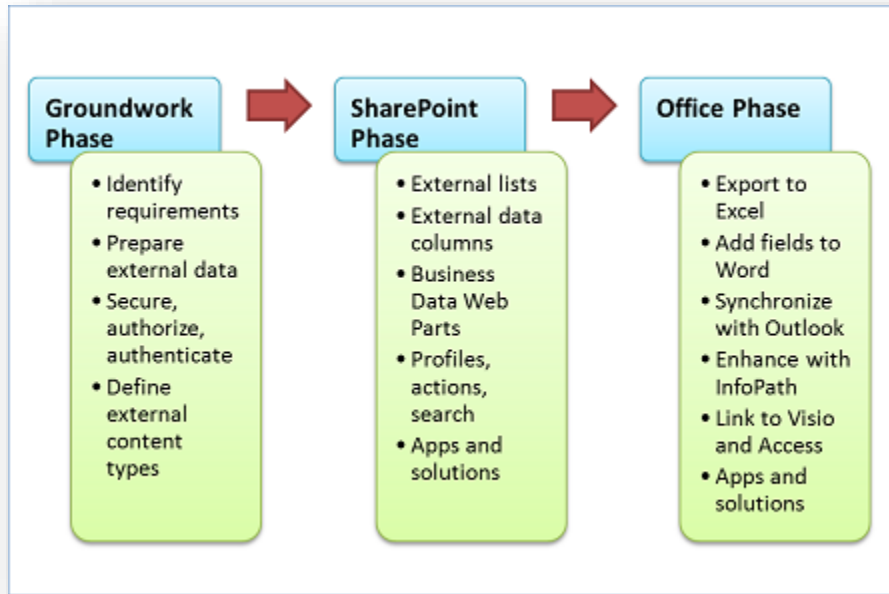 Groundwork
Phase
• Identify
requirements
• Prepare
external data
• Secure,
authorize,
authenticate
• Define
external
content
types
SharePoint
Phase
• External lists
• External data
columns
• Business
Data Web
Parts
• Profiles,
actions,
search
• Apps and
solutions
Office Phase
• Export to
Excel
• Add fields to
Word
• Synchronize
with Outlook
• Enhance with
InfoPath
• Link to Visio
and Access
• Apps and
solutions